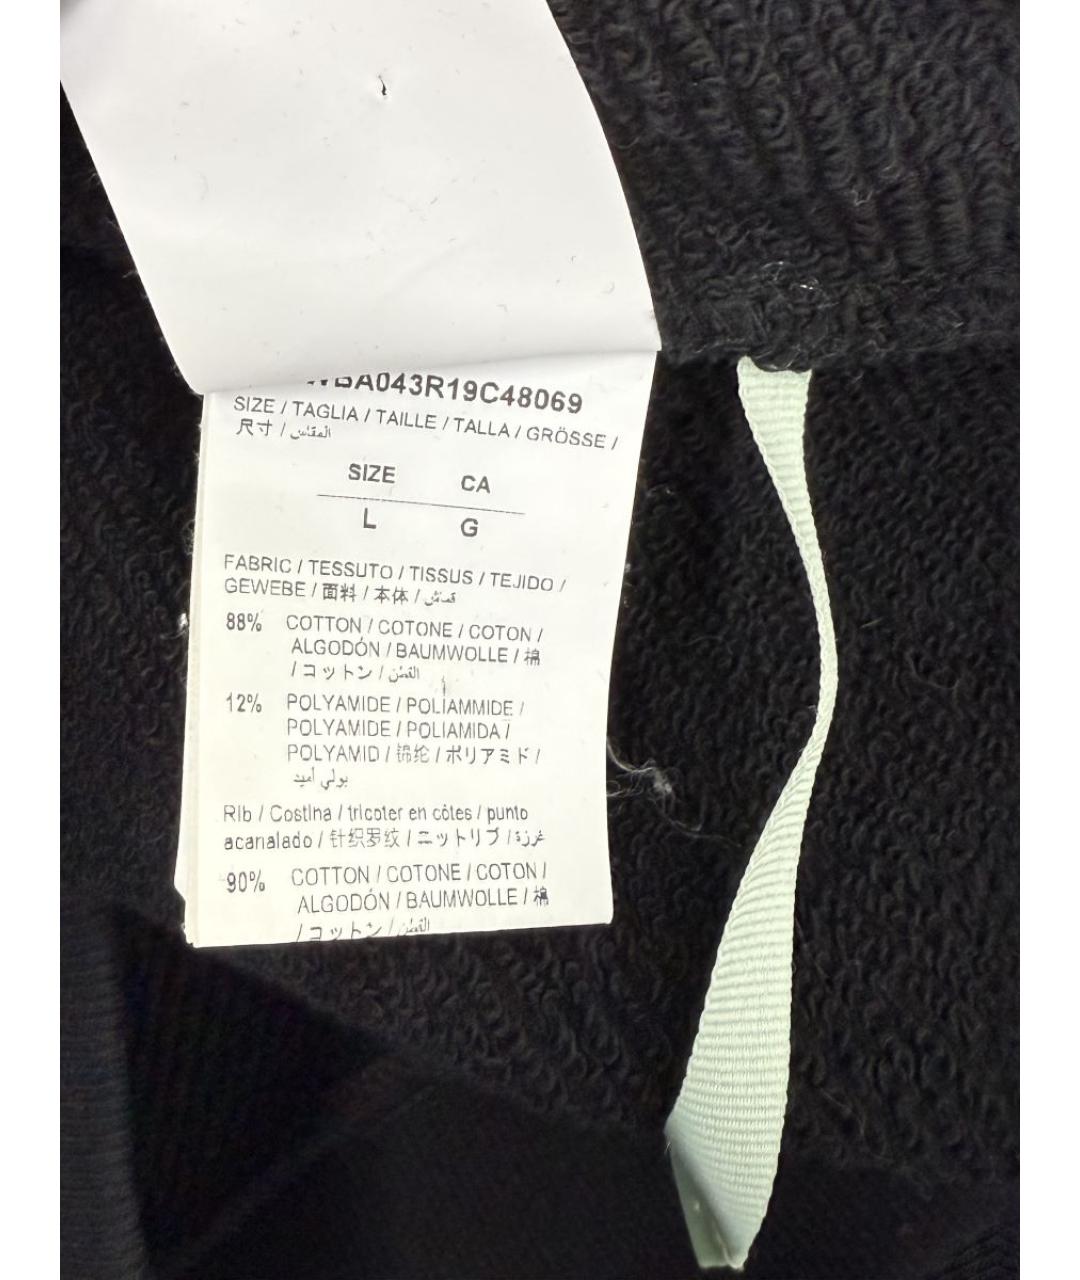 BA043R19C48069
SIZE / TAGLIA / TAILLE / TALLA / GRÖSSE /
尺寸 / المقاس
SIZE CA
L G
FABRIC / TESSUTO / TISSUS / TEJIDO /
GEWEBE / 面料 / 本体 / قماش
88% COTTON / COTONE / COTON /
ALGODÓN / BAUMWOLLE / 棉
/ コットン / القطن
12% POLYAMIDE / POLIAMMIDE /
POLYAMIDE / POLIAMIDA /
POLYAMID / 锦纶 / ポリアミド /
بولي أميد
Rib / Costina / tricoter en côtes / punto
acanalado / 针织罗纹 / ニットリブ / غرزة
90% COTTON / COTONE / COTON /
ALGODÓN / BAUMWOLLE / 棉
/ コットン / القطن